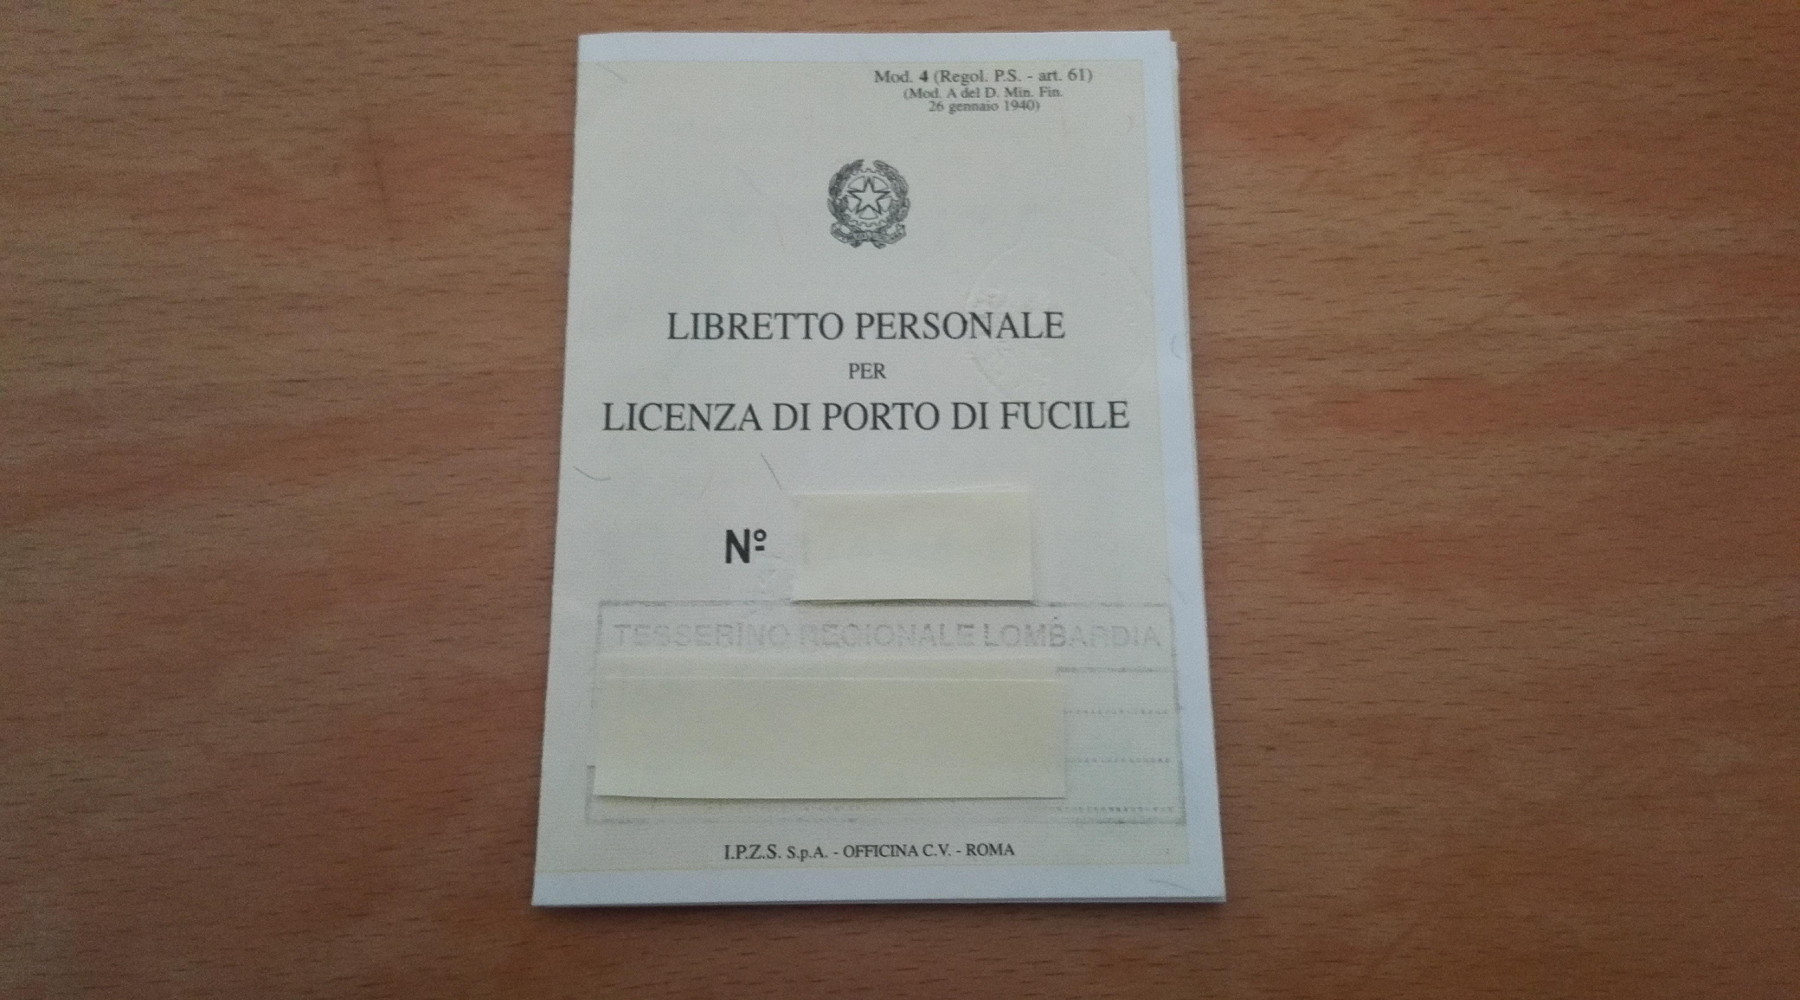 Mod. 4 (Regol. P.S. - art. 61)
(Mod. A del D. Min. Fin.
26 gennaio 1940)
LIBRETTO PERSONALE
PER
LICENZA DI PORTO DI FUCILE
Nº
TESSERINO REGIONALE LOMBARDIA
I.P.Z.S. S.p.A. - OFFICINA C.V. - ROMA